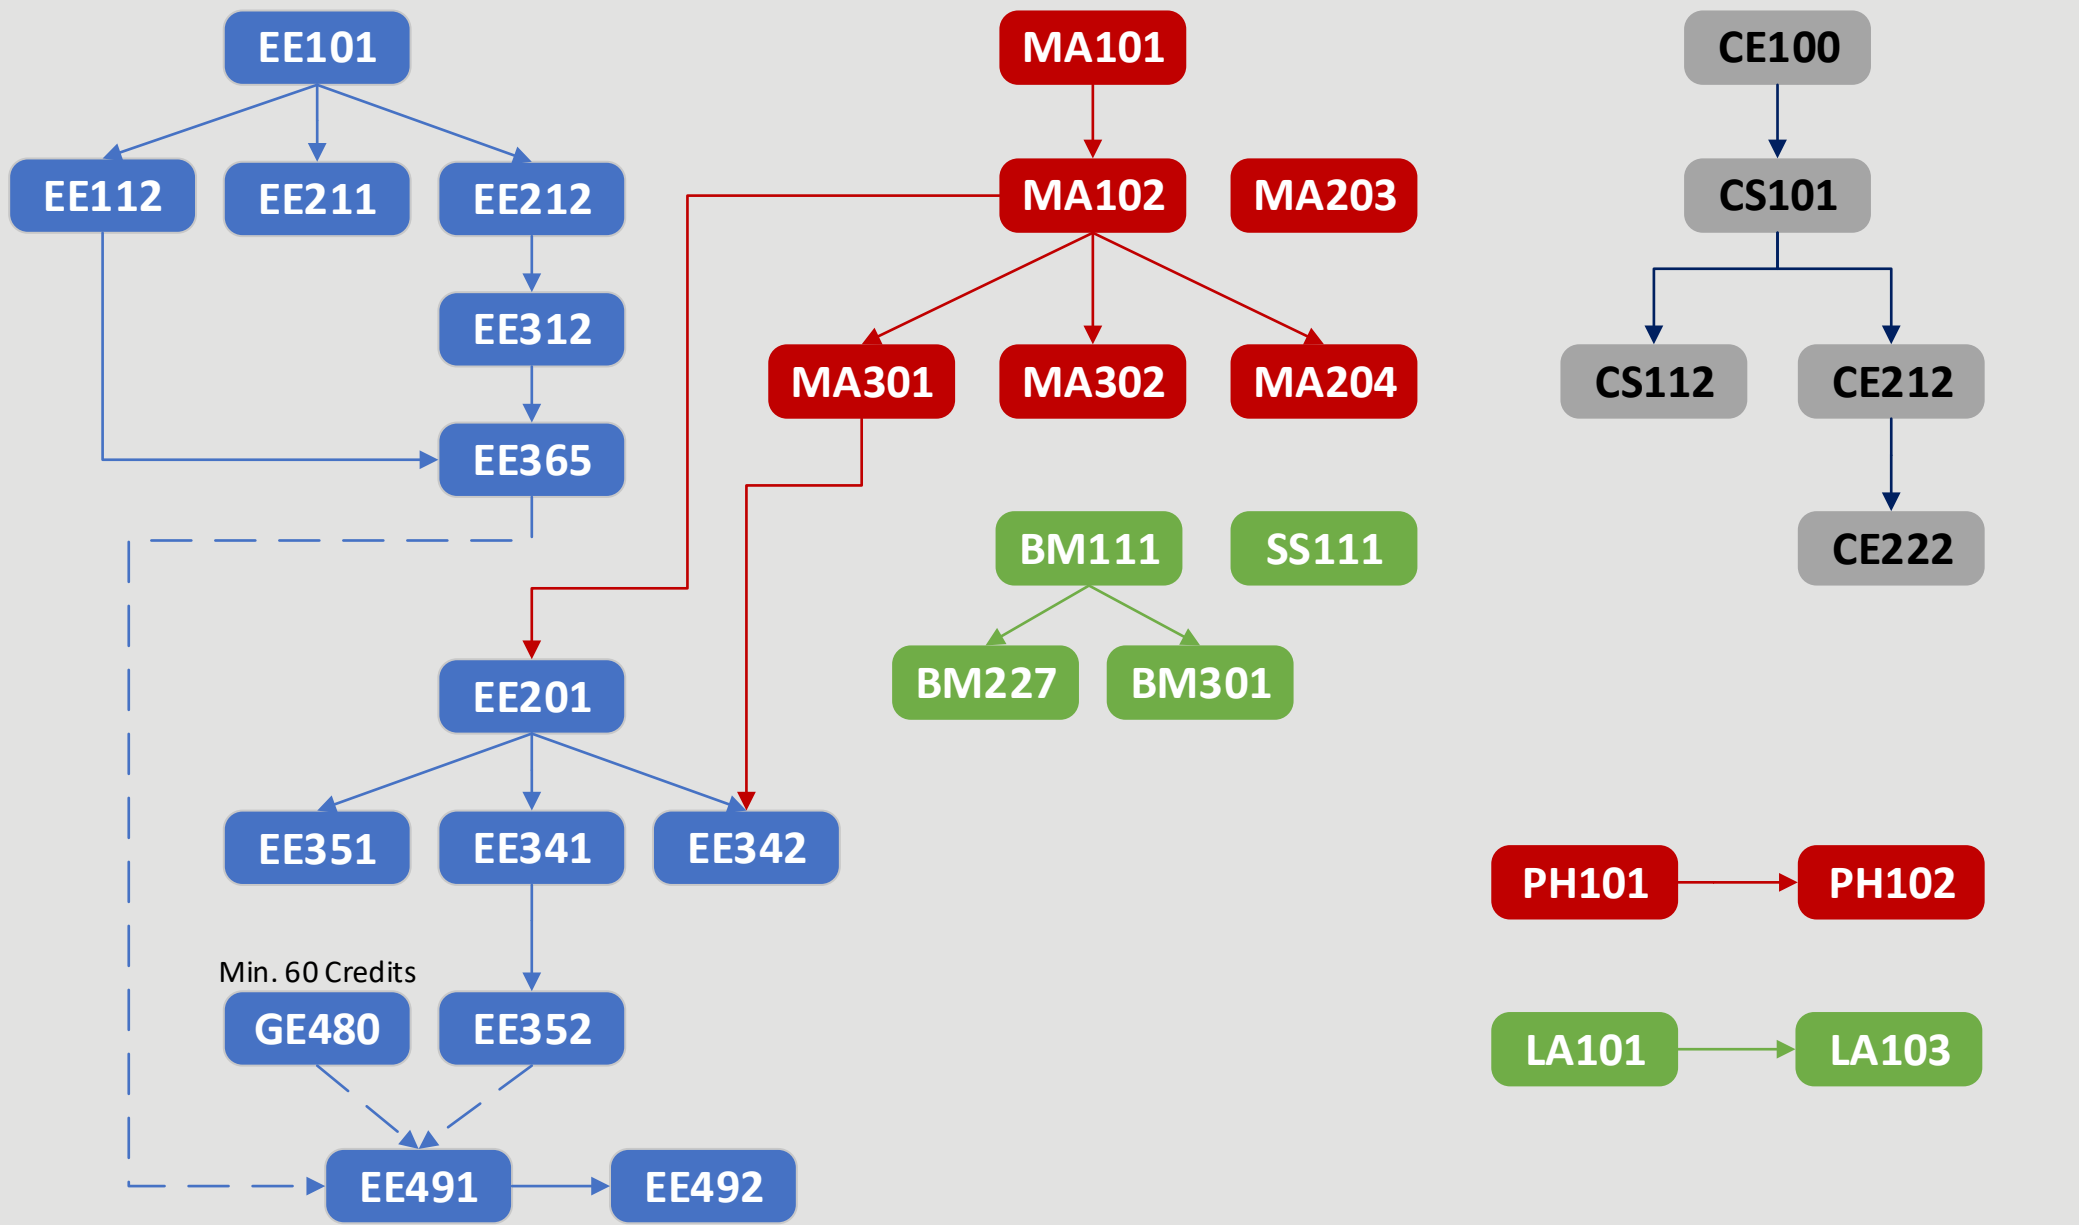 EE101
MA101
CE100
EE112
EE211
EE212
MA102
MA203
CS101
EE312
MA301
MA302
MA204
CS112
CE212
EE365
BM111
SS111
CE222
EE201
BM227
BM301
EE351
EE341
EE342
PH101
PH102
Min. 60 Credits
GE480
EE352
LA101
LA103
EE491
EE492